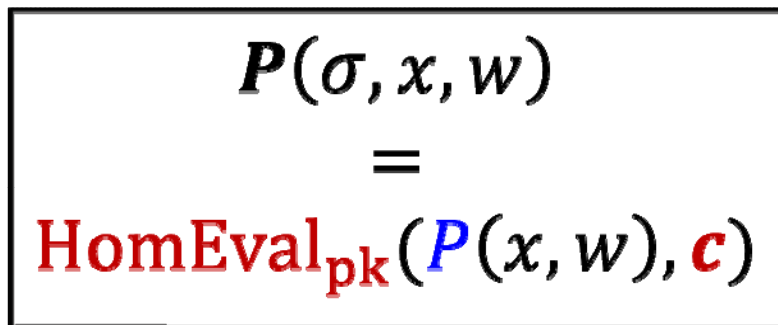 P(σ, x, w)
=
HomEval_pk(P(x, w), c)